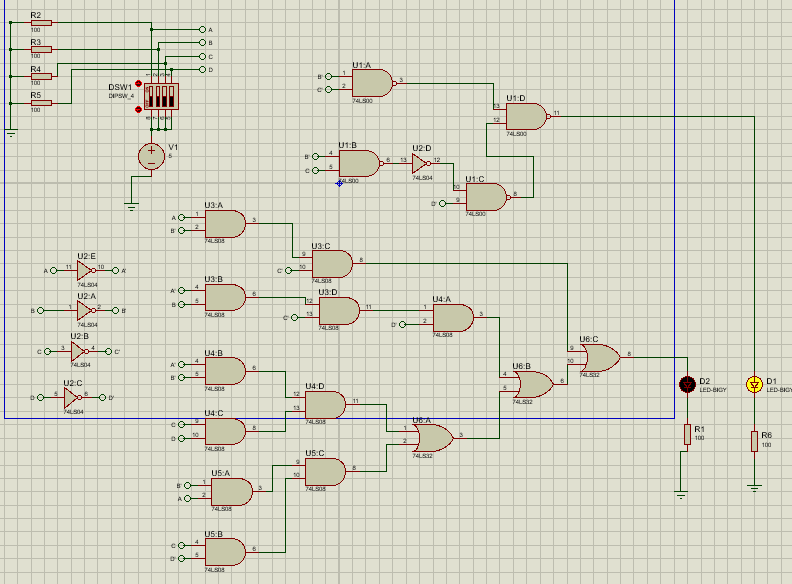 R2
100
R3
100
R4
100
R5
100
A
B
C
D
DSW1
DIPSW_4
V1
5
U1:A
B' 1
C' 2
3
74LS00
U1:D
13
12
11
74LS00
U1:B
B' 4
C 5
6
74LS00
U2:D
13 12
74LS04
U1:C
10
D' 9
8
74LS00
U3:A
A 1
B' 2
3
74LS08
U3:C
9
C' 10
8
74LS08
U2:E
A 11 10 A'
74LS04
U3:B
A' 4
B 5
6
74LS08
U3:D
12
C' 13
11
74LS08
U4:A
1
D' 2
3
74LS08
U2:A
B 1 2 B'
74LS04
U2:B
C 3 4 C'
74LS04
U6:C
9
10
8
74LS32
U4:B
A' 4
B' 5
6
74LS08
U6:B
4
5
6
74LS32
D2
LED-BIGY
D1
LED-BIGY
U2:C
D 5 6 D'
74LS04
U4:D
12
13
11
74LS08
U4:C
C 9
D 10
8
74LS08
U6:A
1
2
3
74LS32
R1
100
R6
100
U5:C
9
10
8
74LS08
U5:A
B' 1
A 2
3
74LS08
U5:B
C 4
D' 5
6
74LS08